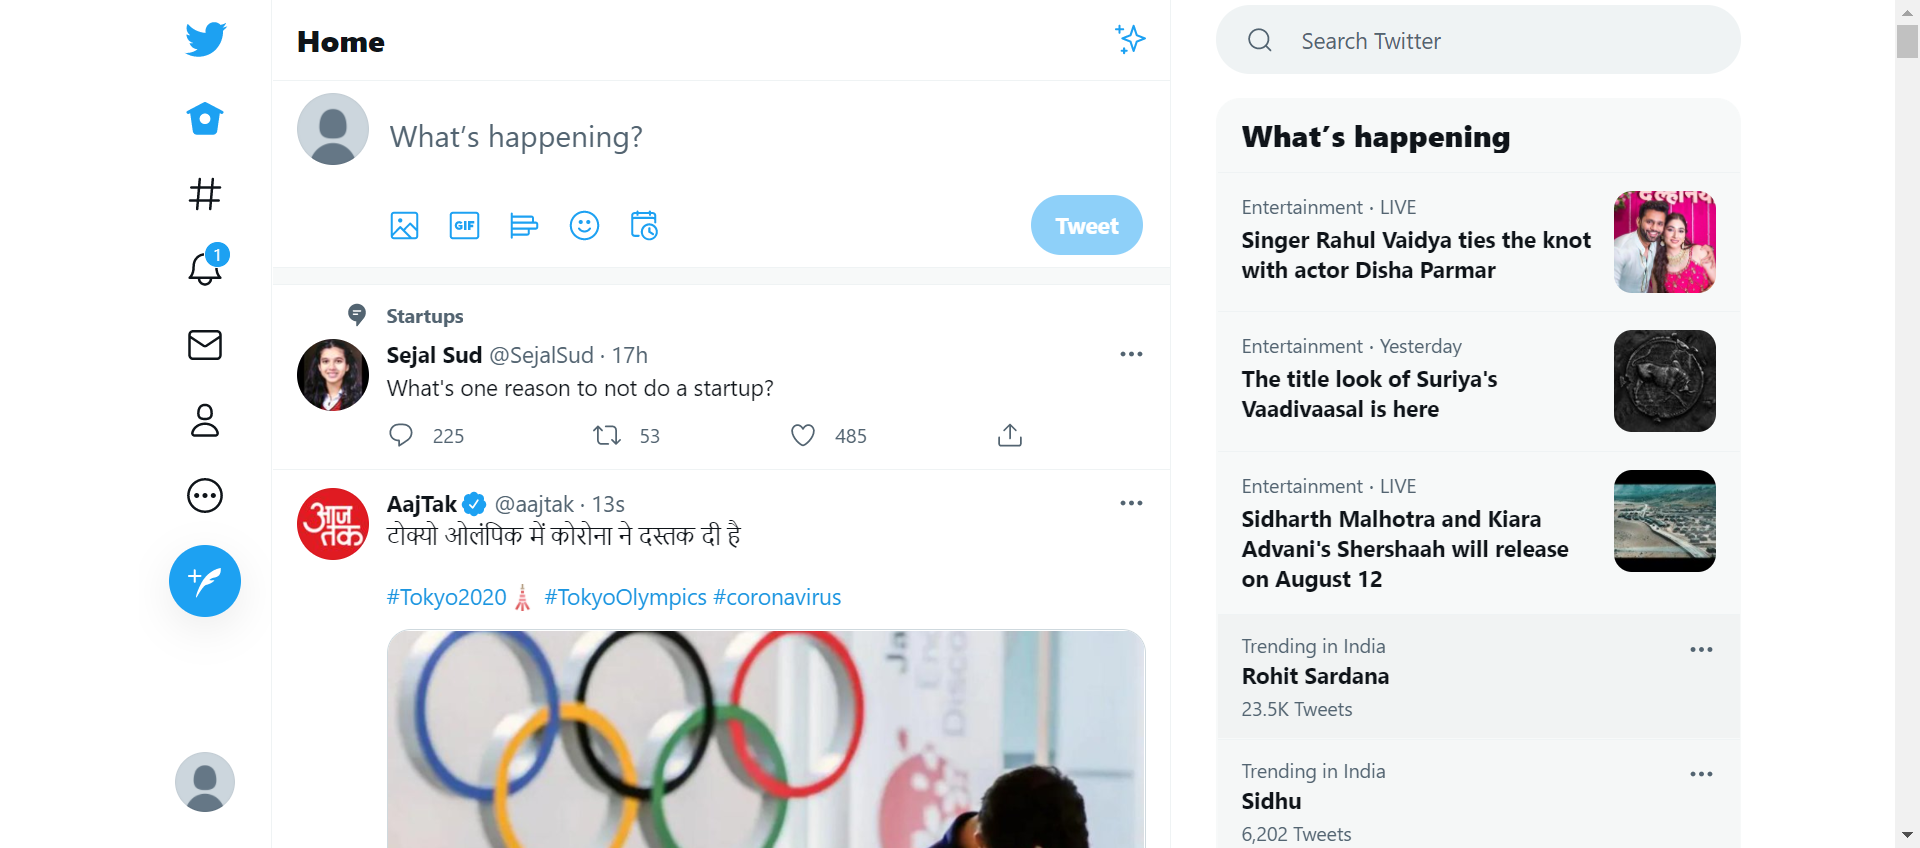 Home
What's happening?
GIF
Tweet
1
Startups
Sejal Sud @SejalSud · 17h
What's one reason to not do a startup?
225
53
485
आज तक
AajTak @aajtak · 13s
टोक्यो ओलंपिक में कोरोना ने दस्तक दी है
#Tokyo2020 #TokyoOlympics #coronavirus
Search Twitter
What's happening
Entertainment · LIVE
Singer Rahul Vaidya ties the knot
with actor Disha Parmar
Entertainment · Yesterday
The title look of Suriya's
Vaadivaasal is here
Entertainment · LIVE
Sidharth Malhotra and Kiara
Advani's Shershaah will release
on August 12
Trending in India
Rohit Sardana
23.5K Tweets
Trending in India
Sidhu
6,202 Tweets